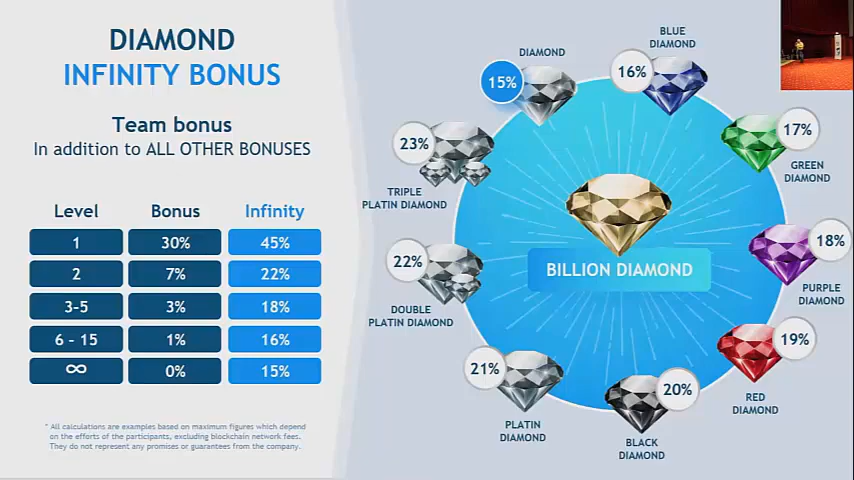 DIAMOND
INFINITY BONUS
Team bonus
In addition to ALL OTHER BONUSES
Level Bonus Infinity
1 30% 45%
2 7% 22%
3-5 3% 18%
6 - 15 1% 16%
∞ 0% 15%
* All calculations are examples based on maximum figures which depend
on the efforts of the participants, excluding blockchain network fees.
They do not represent any promises or guarantees from the company.
DIAMOND
15%
BLUE
DIAMOND
16%
17%
GREEN
DIAMOND
18%
PURPLE
DIAMOND
19%
RED
DIAMOND
20%
BLACK
DIAMOND
21%
PLATIN
DIAMOND
22%
DOUBLE
PLATIN DIAMOND
23%
TRIPLE
PLATIN DIAMOND
BILLION DIAMOND